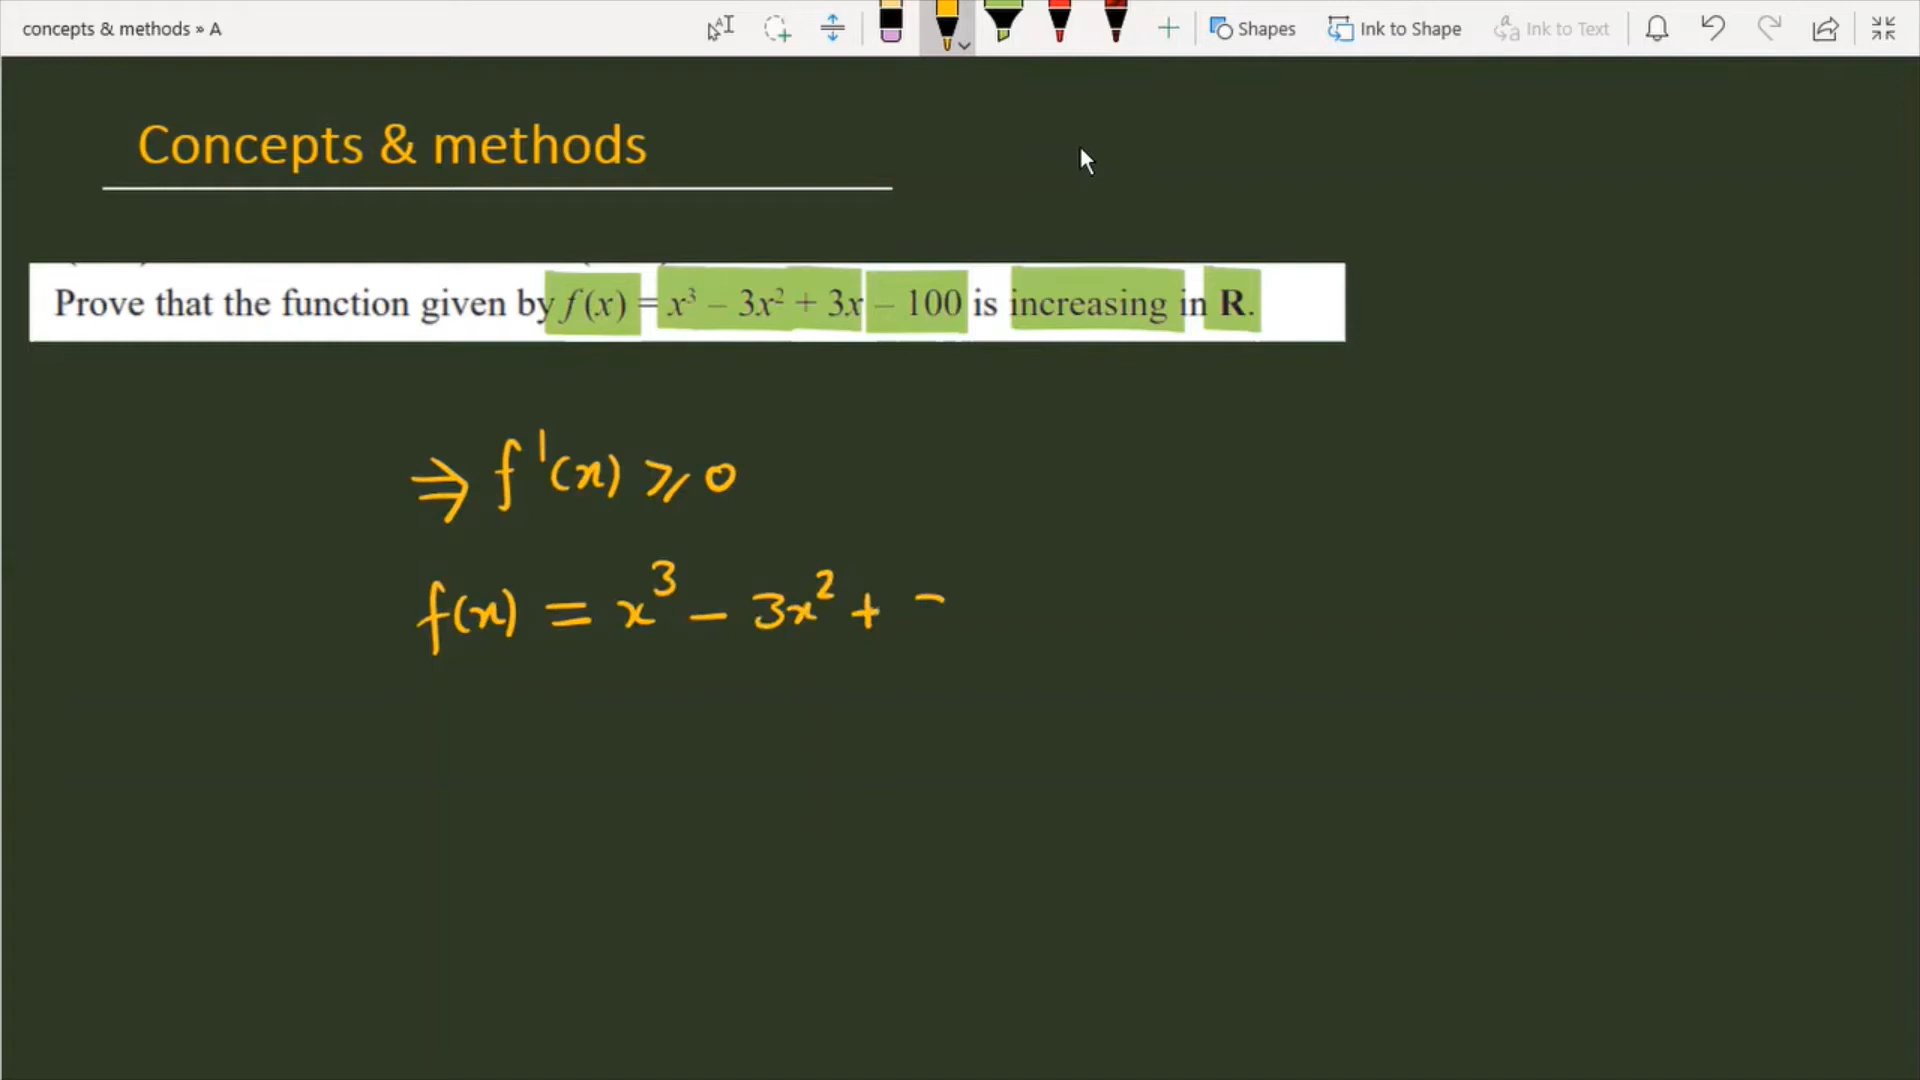 concepts & methods » A
Shapes
Ink to Shape
Ink to Text
Concepts & methods
Prove that the function given by f(x) = x³ – 3x² + 3x – 100 is increasing in R.
⇒ f'(x) ⩾ 0
f(x) = x³ – 3x² +